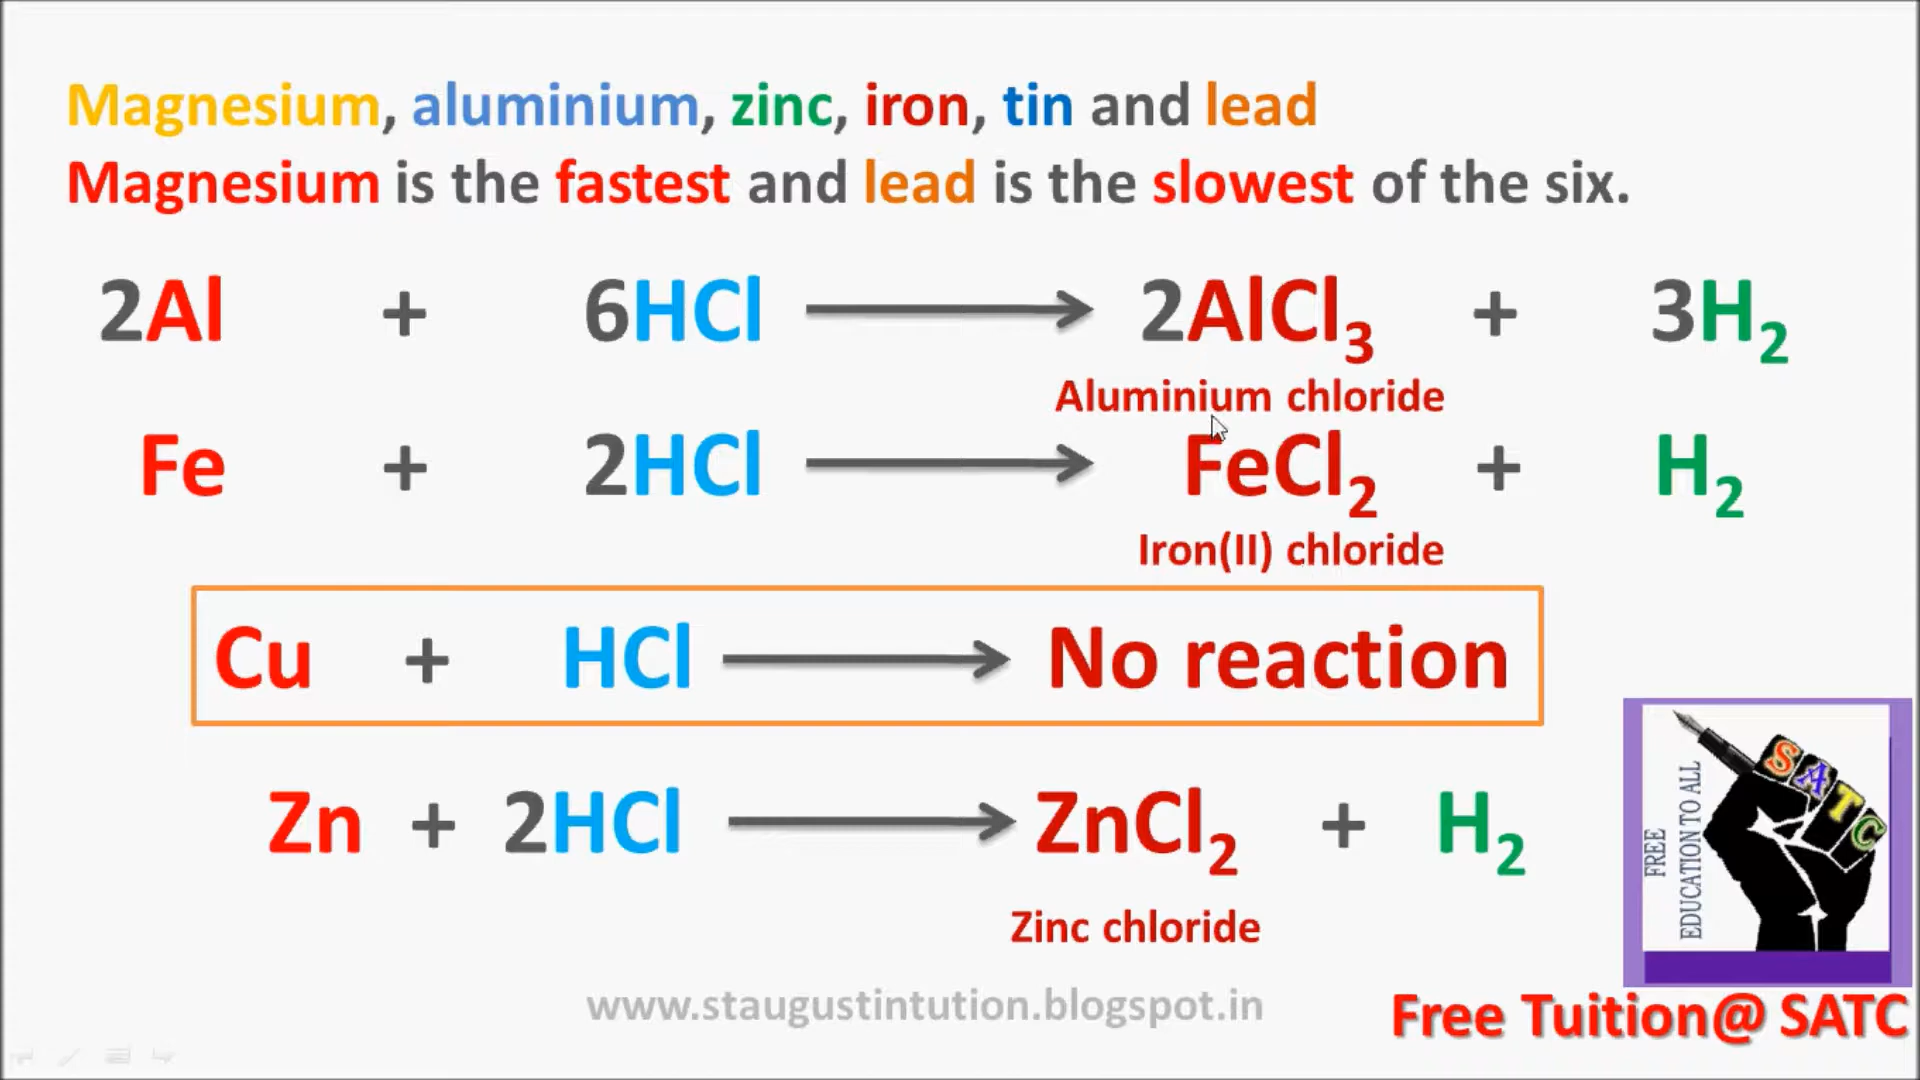 Magnesium, aluminium, zinc, iron, tin and lead
Magnesium is the fastest and lead is the slowest of the six.
2Al + 6HCl ⟶ 2AlCl₃ + 3H₂
Aluminium chloride
Fe + 2HCl ⟶ FeCl₂ + H₂
Iron(II) chloride
Cu + HCl ⟶ No reaction
Zn + 2HCl ⟶ ZnCl₂ + H₂
Zinc chloride
SATC
FREE
EDUCATION TO ALL
www.staugustintution.blogspot.in
Free Tuition@ SATC